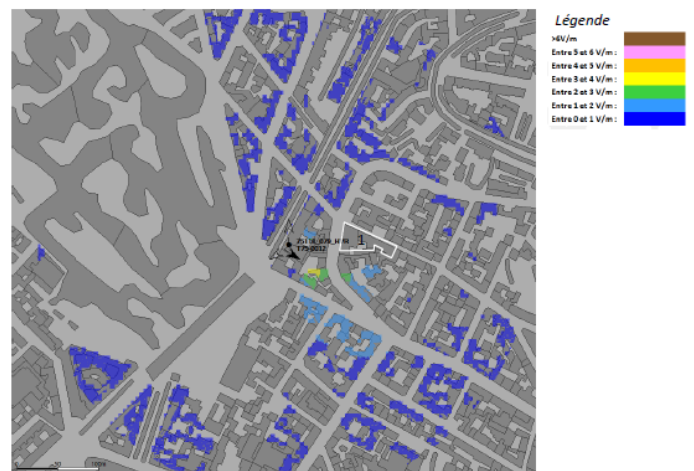 Légende
>6V/m
Entre 5 et 6 V/m :
Entre 4 et 5 V/m :
Entre 3 et 4 V/m :
Entre 2 et 3 V/m :
Entre 1 et 2 V/m :
Entre 0 et 1 V/m :
1